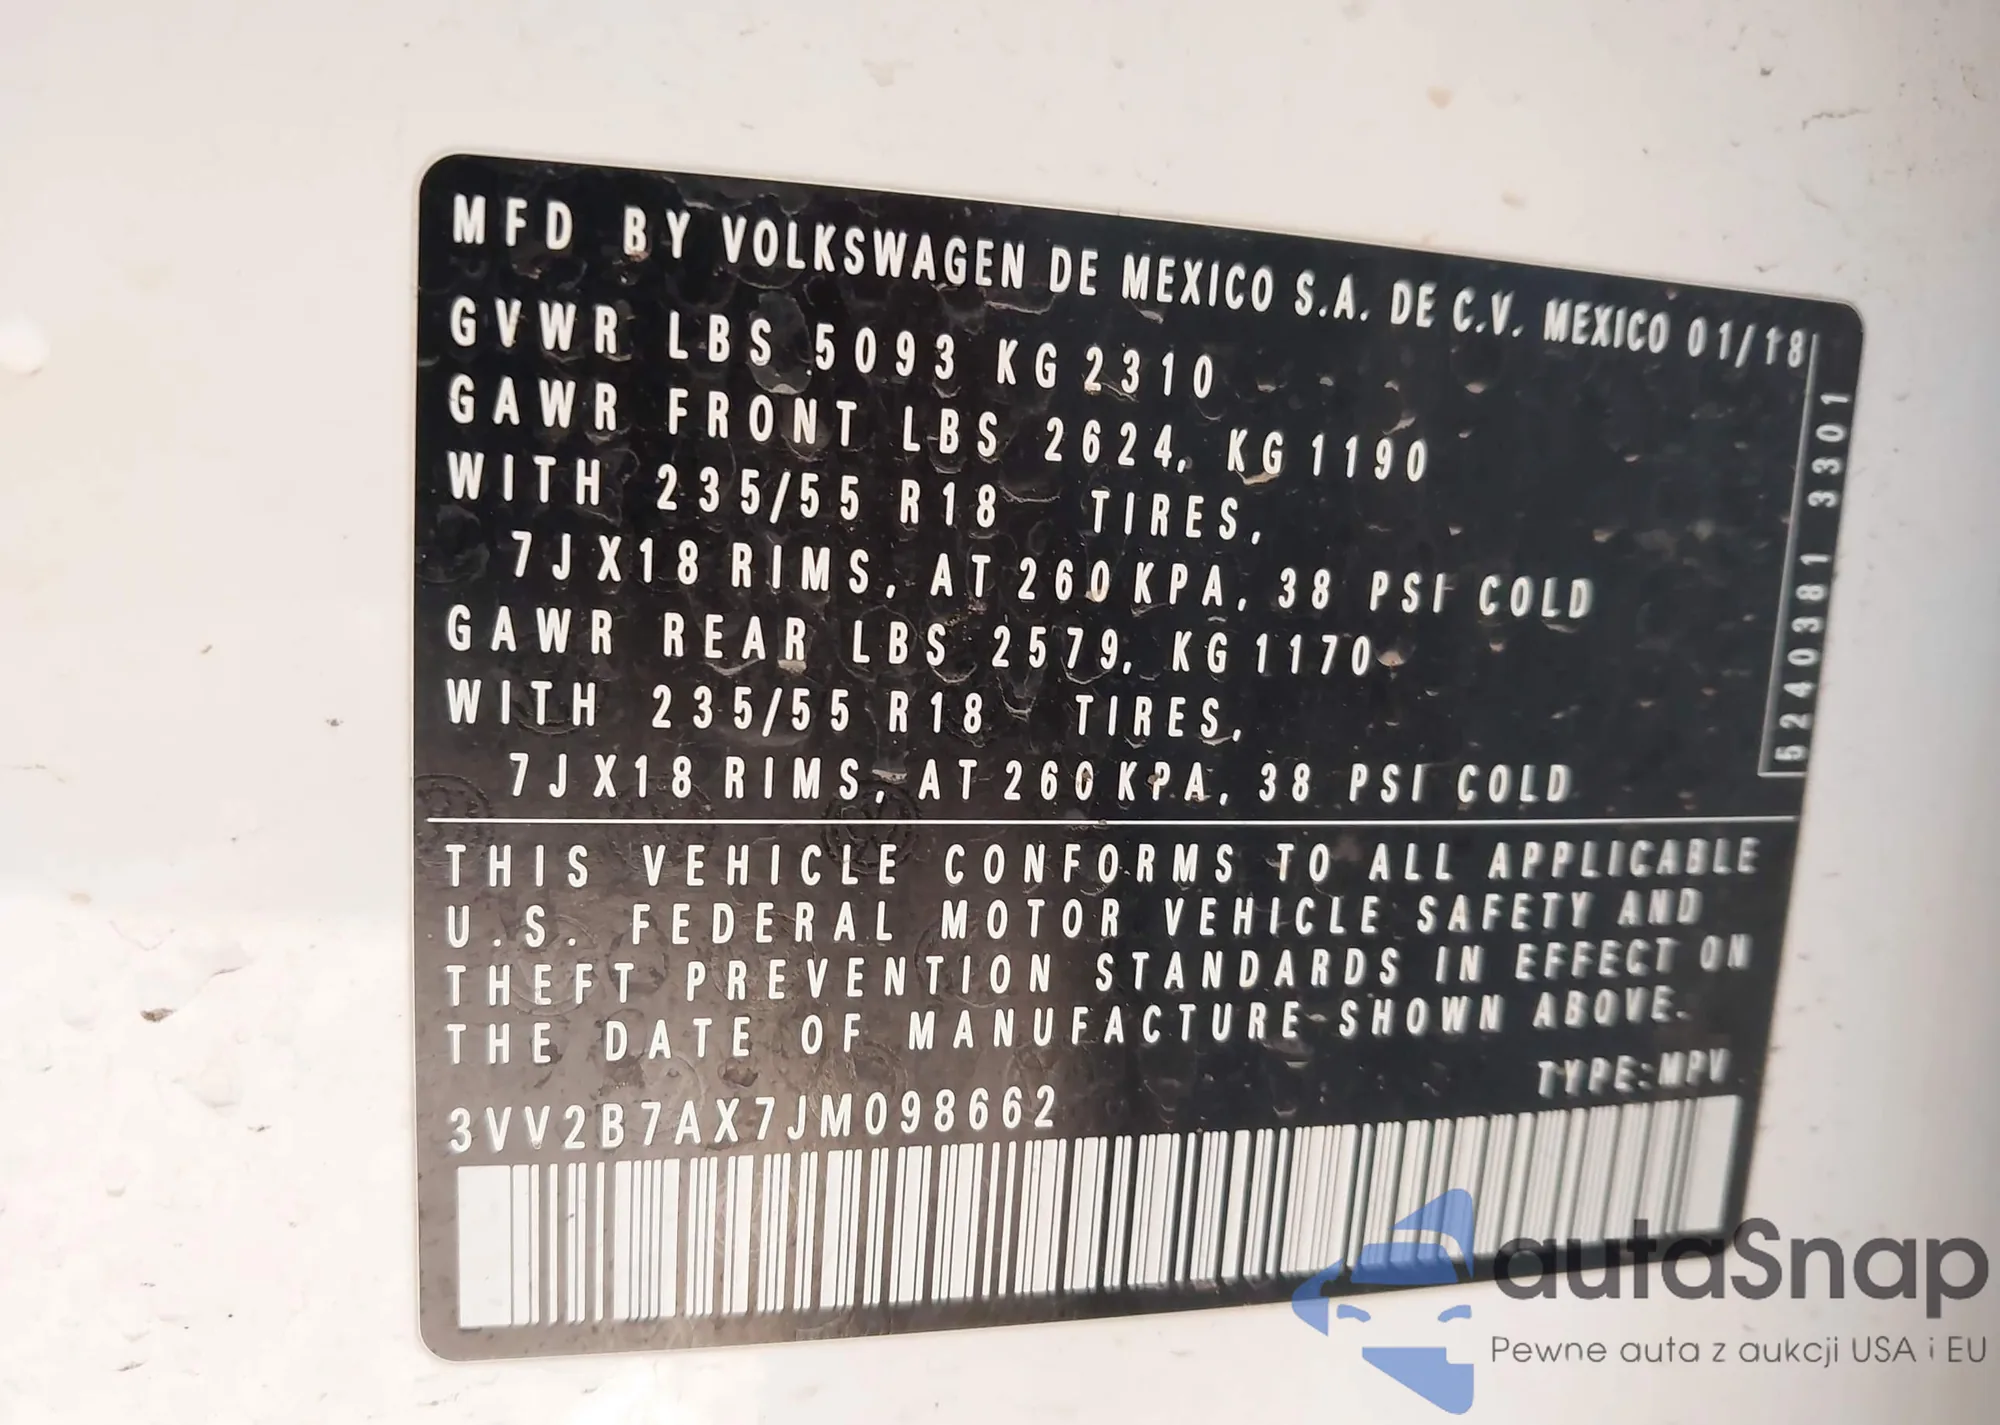 MFD BY VOLKSWAGEN DE MEXICO S.A. DE C.V. MEXICO 01/18
GVWR LBS 5093 KG 2310
GAWR FRONT LBS 2624, KG 1190
WITH 235/55 R18 TIRES,
7JX18 RIMS, AT 260 KPA, 38 PSI COLD
GAWR REAR LBS 2579, KG 1170
WITH 235/55 R18 TIRES,
7JX18 RIMS, AT 260 KPA, 38 PSI COLD
5240381 3301
THIS VEHICLE CONFORMS TO ALL APPLICABLE
U.S. FEDERAL MOTOR VEHICLE SAFETY AND
THEFT PREVENTION STANDARDS IN EFFECT ON
THE DATE OF MANUFACTURE SHOWN ABOVE.
TYPE:MPV
3VV2B7AX7JM098662
autaSnap
Pewne auta z aukcji USA i EU